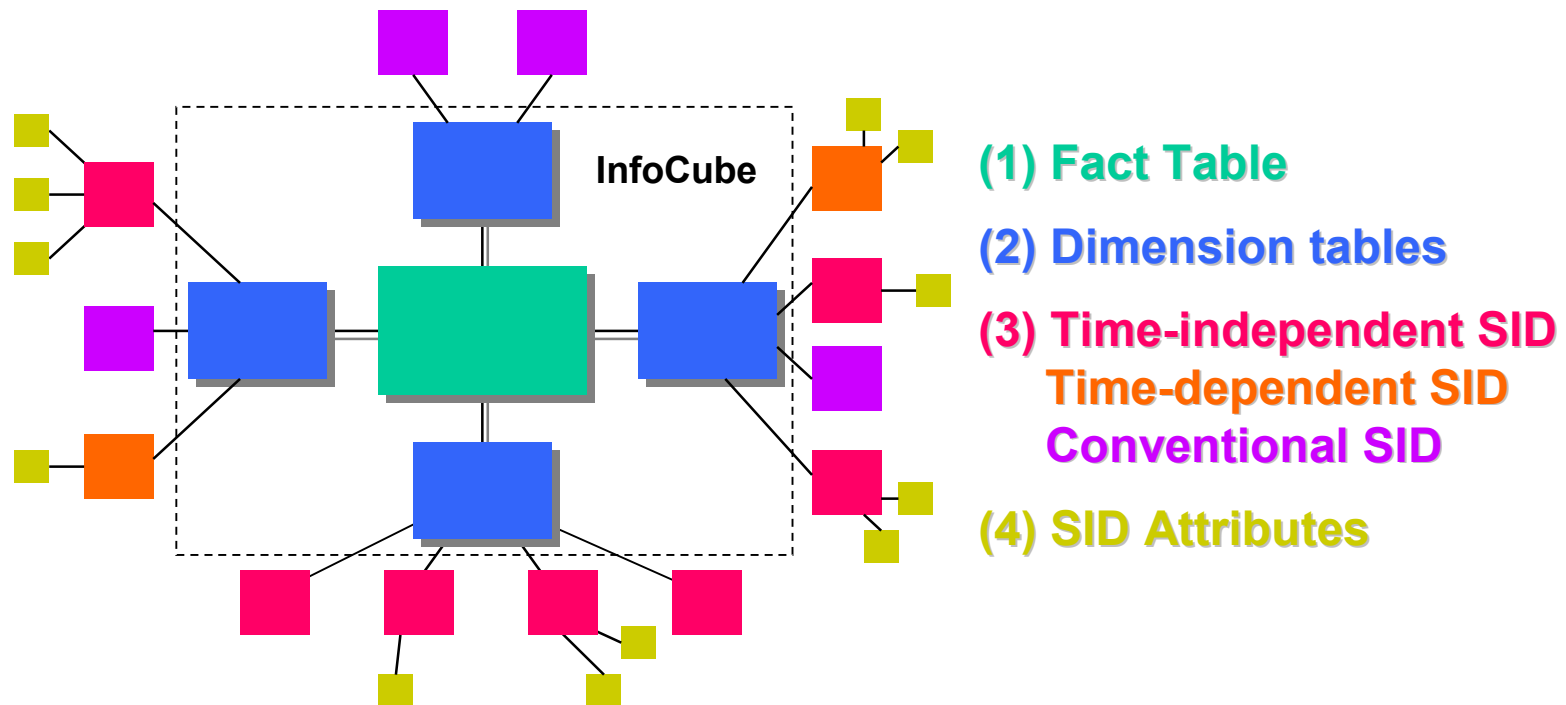 InfoCube
(1) Fact Table
(2) Dimension tables
(3) Time-independent SID
Time-dependent SID
Conventional SID
(4) SID Attributes